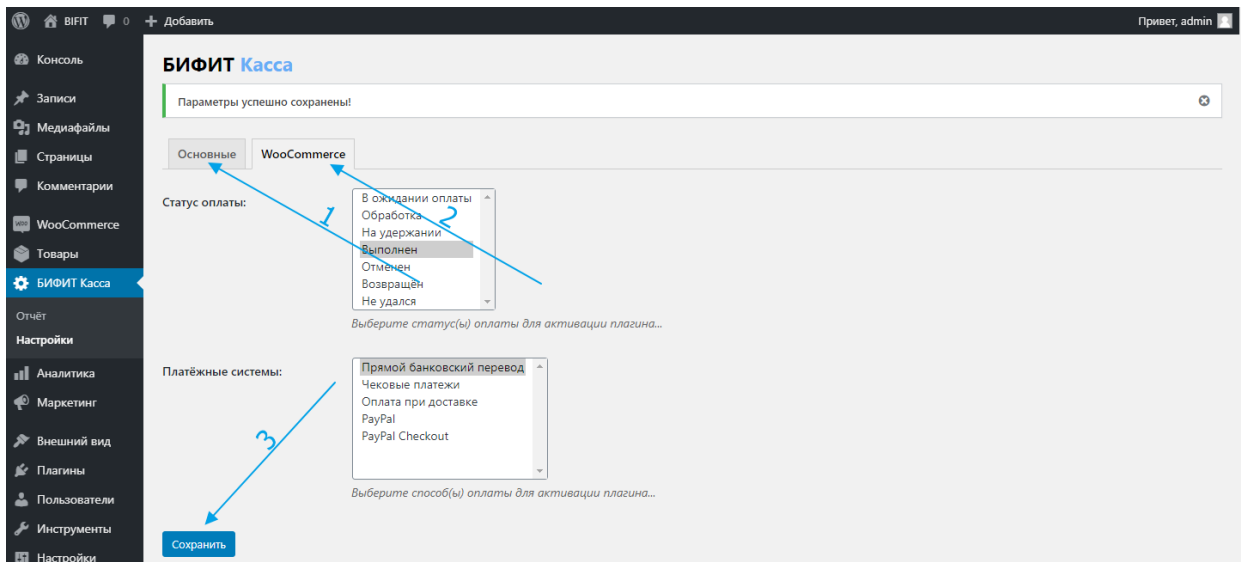 BIFIT 0 Добавить Привет, admin
Консоль
Записи
Медиафайлы
Страницы
Комментарии
WooCommerce
Товары
БИФИТ Касса
Отчёт
Настройки
Аналитика
Маркетинг
Внешний вид
Плагины
Пользователи
Инструменты
Настройки
БИФИТ Касса
Параметры успешно сохранены!
Основные WooCommerce
1 2
Статус оплаты:
В ожидании оплаты
Обработка
На удержании
Выполнен
Отменен
Возвращён
Не удался
Выберите статус(ы) оплаты для активации плагина...
Платёжные системы:
Прямой банковский перевод
Чековые платежи
Оплата при доставке
PayPal
PayPal Checkout
Выберите способ(ы) оплаты для активации плагина...
3
Сохранить